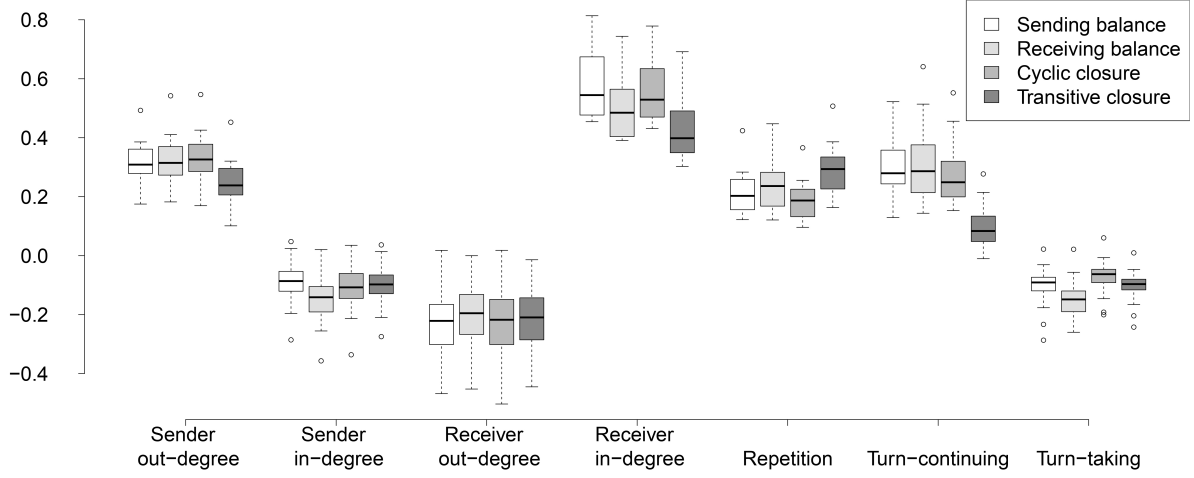 0.8
0.6
0.4
0.2
0.0
−0.2
−0.4
Sending balance
Receiving balance
Cyclic closure
Transitive closure
Sender
out−degree
Sender
in−degree
Receiver
out−degree
Receiver
in−degree
Repetition
Turn−continuing
Turn−taking